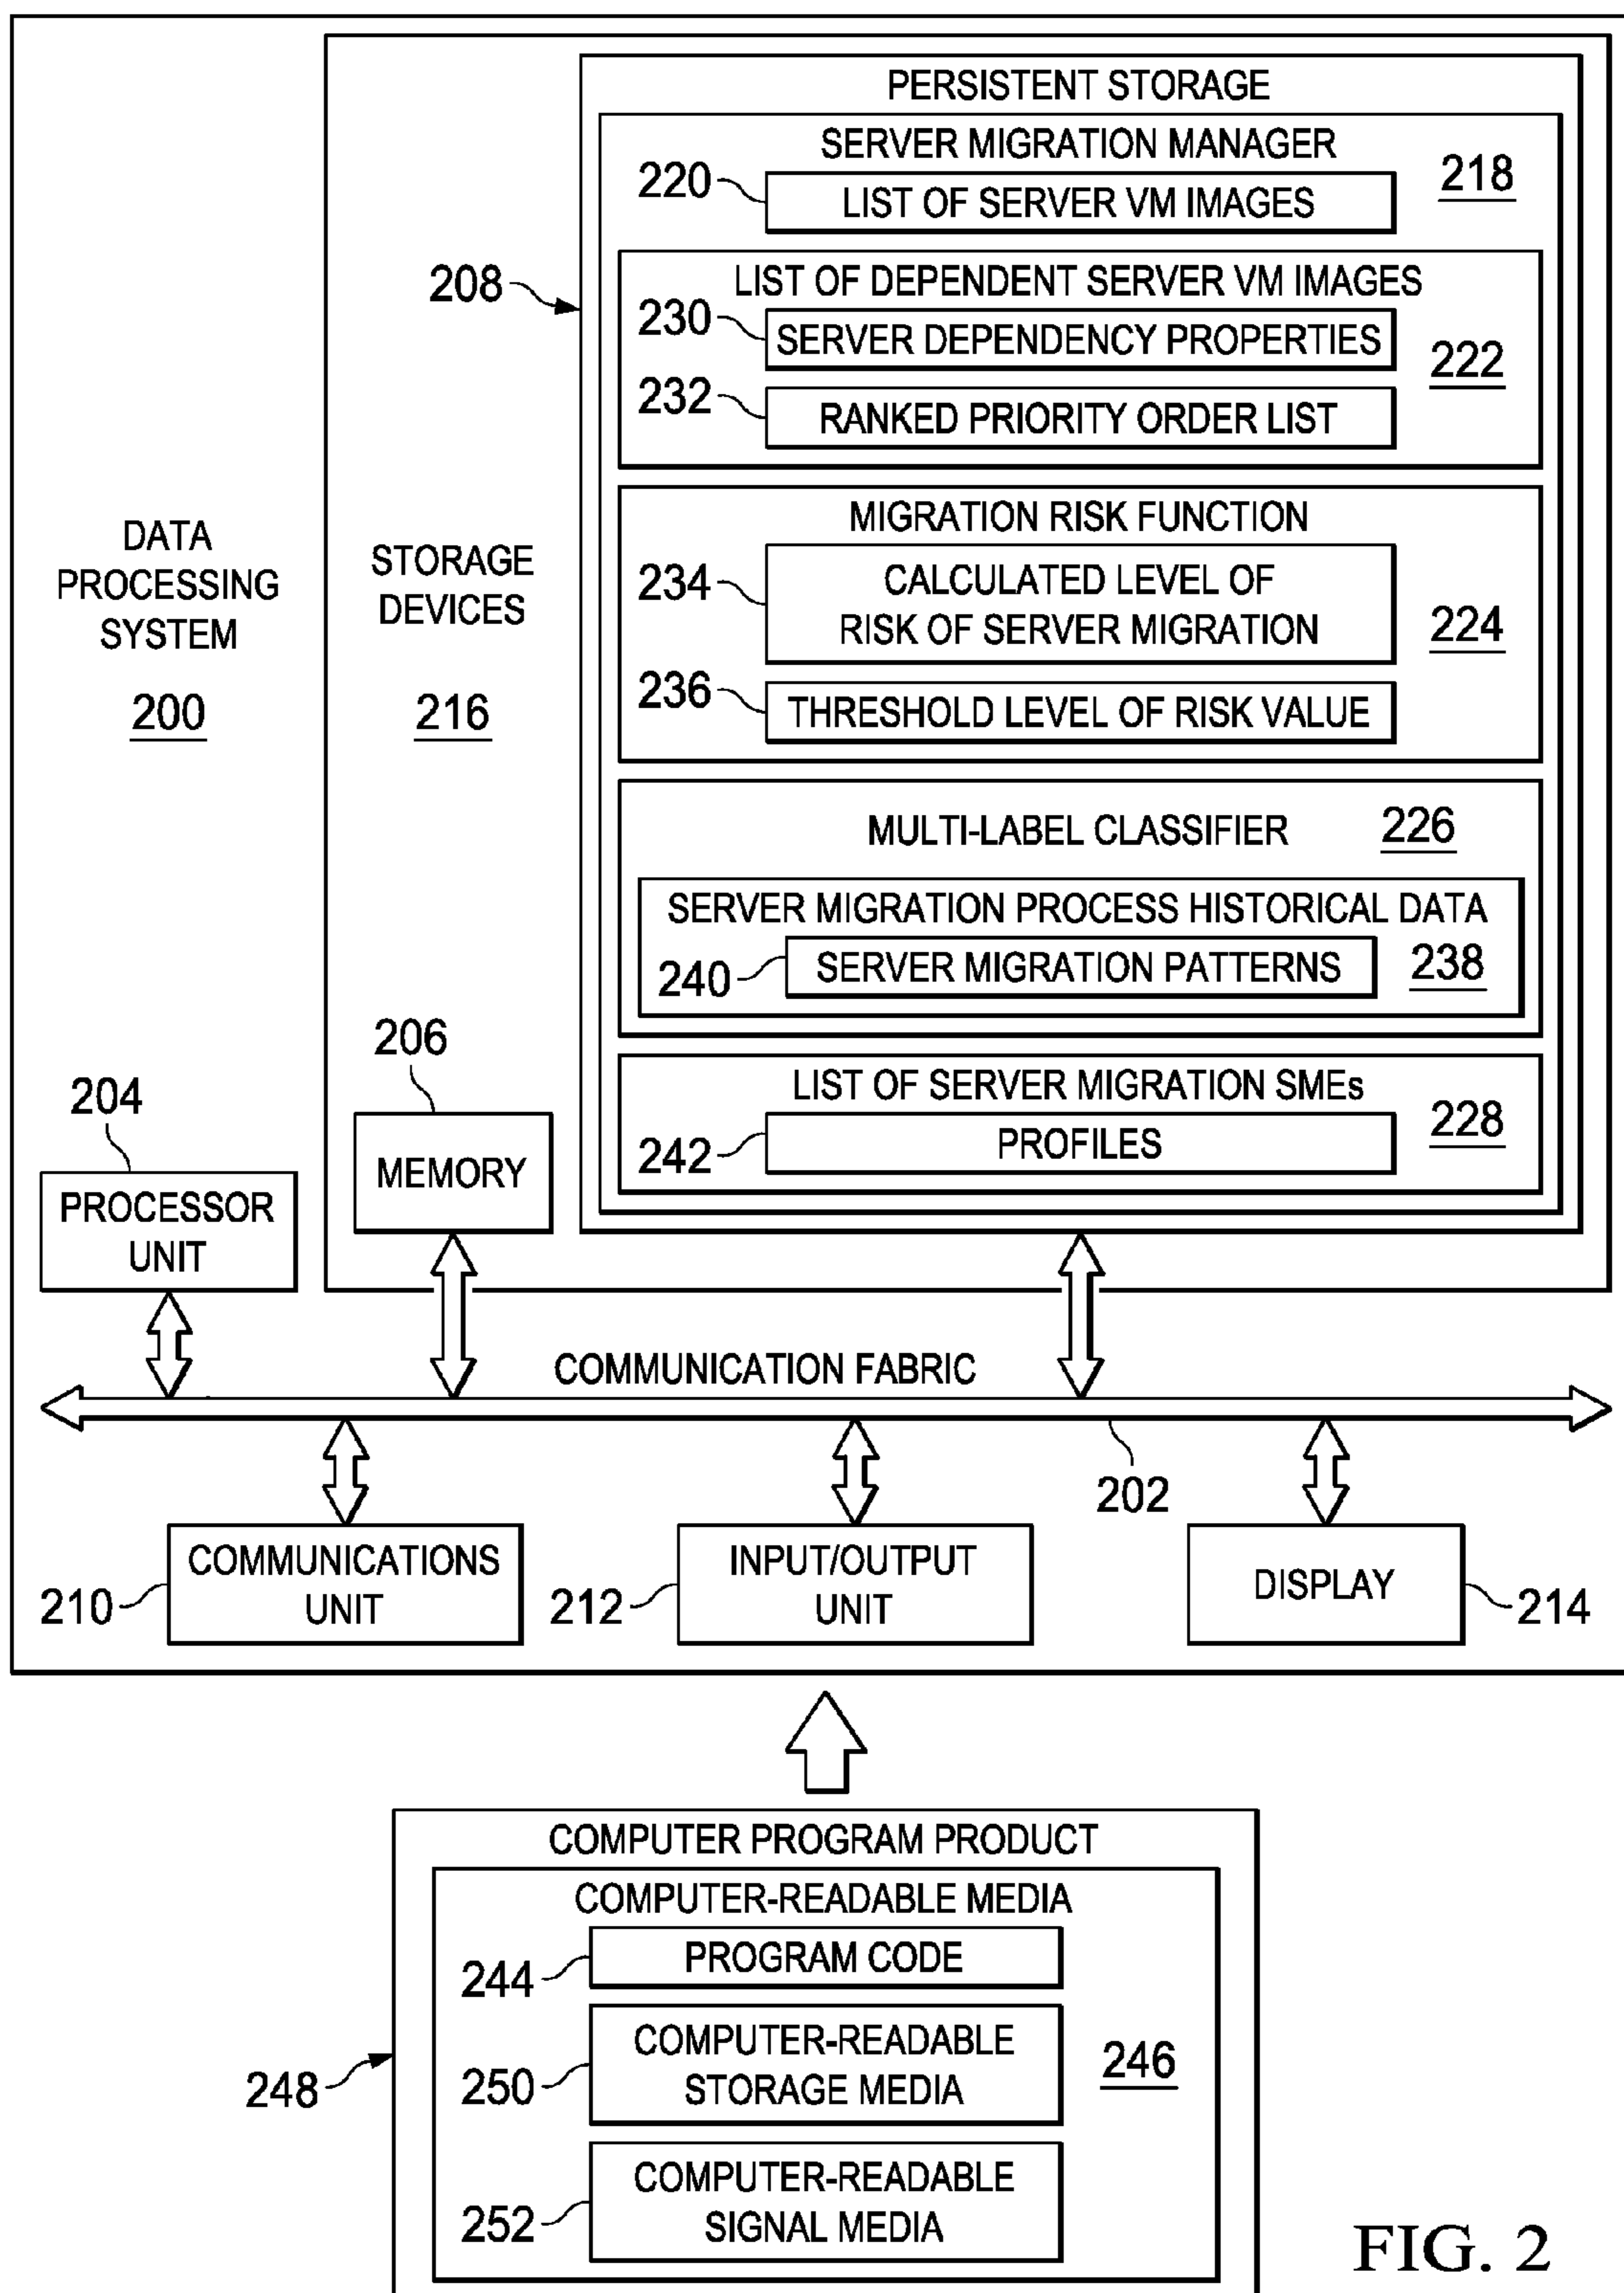 PERSISTENT STORAGE
SERVER MIGRATION MANAGER
220
LIST OF SERVER VM IMAGES
218
208
LIST OF DEPENDENT SERVER VM IMAGES
230
SERVER DEPENDENCY PROPERTIES
222
232
RANKED PRIORITY ORDER LIST
DATA
PROCESSING
SYSTEM
200
STORAGE
DEVICES
216
MIGRATION RISK FUNCTION
234
CALCULATED LEVEL OF
RISK OF SERVER MIGRATION
224
236
THRESHOLD LEVEL OF RISK VALUE
MULTI-LABEL CLASSIFIER
226
SERVER MIGRATION PROCESS HISTORICAL DATA
240
SERVER MIGRATION PATTERNS
238
LIST OF SERVER MIGRATION SMEs
228
242
PROFILES
206
MEMORY
204
PROCESSOR
UNIT
COMMUNICATION FABRIC
202
210
COMMUNICATIONS
UNIT
212
INPUT/OUTPUT
UNIT
DISPLAY
214
COMPUTER PROGRAM PRODUCT
COMPUTER-READABLE MEDIA
244
PROGRAM CODE
248
250
COMPUTER-READABLE
STORAGE MEDIA
246
252
COMPUTER-READABLE
SIGNAL MEDIA
FIG. 2